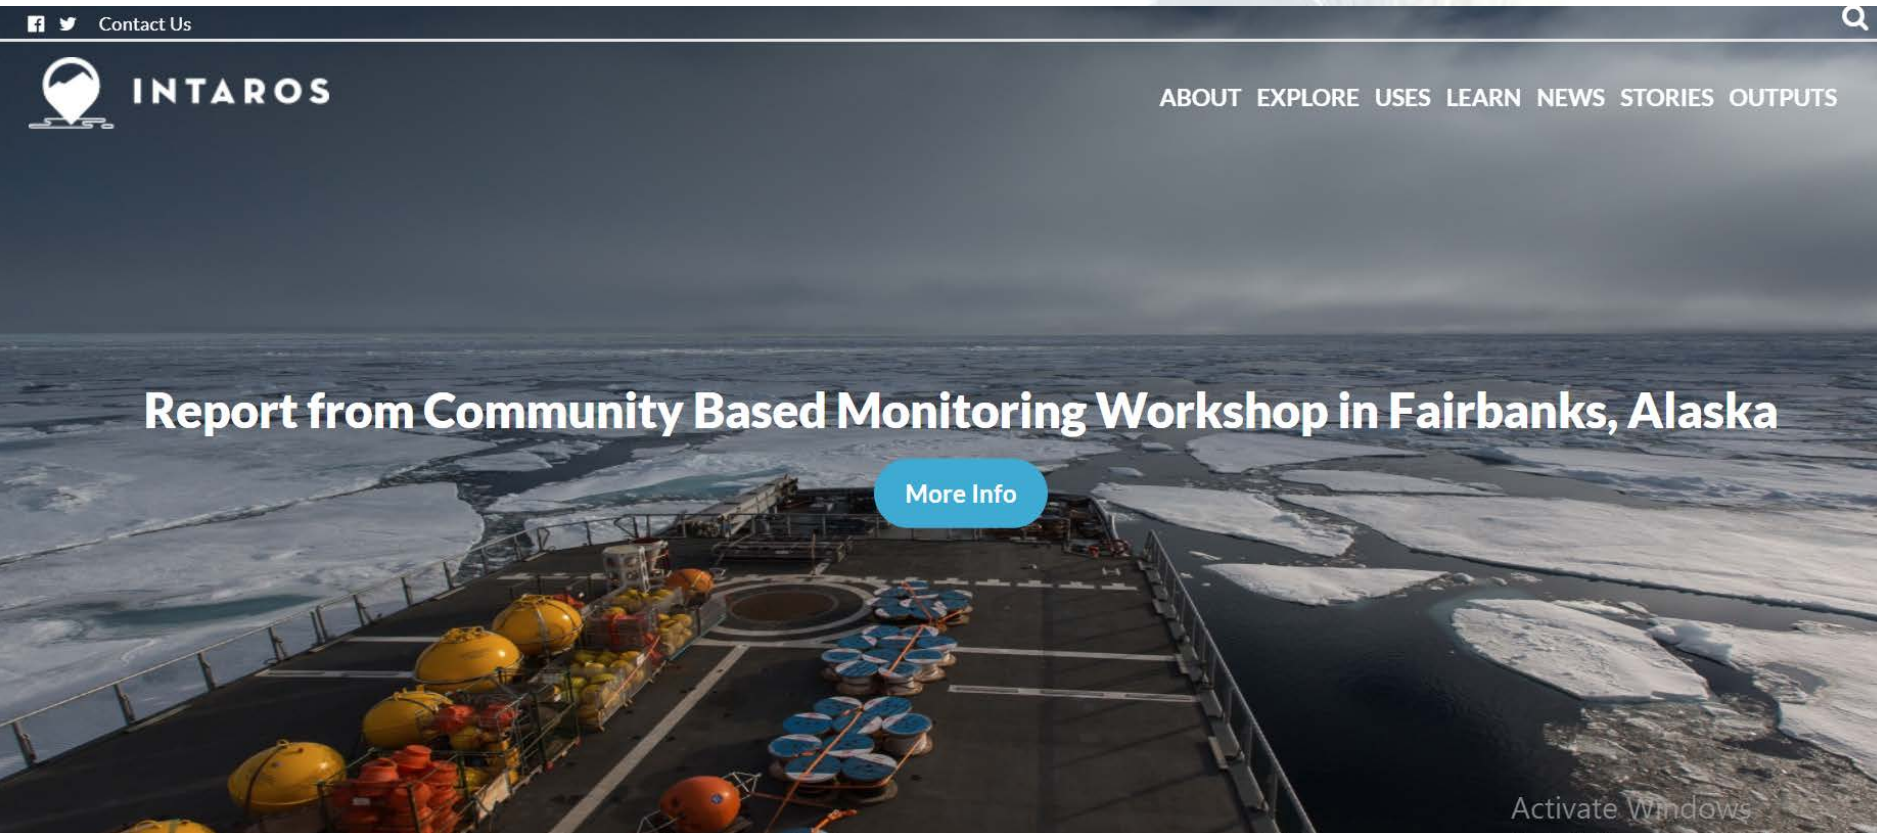 Contact Us
INTAROS
ABOUT EXPLORE USES LEARN NEWS STORIES OUTPUTS
Report from Community Based Monitoring Workshop in Fairbanks, Alaska
More Info
Activate Windows